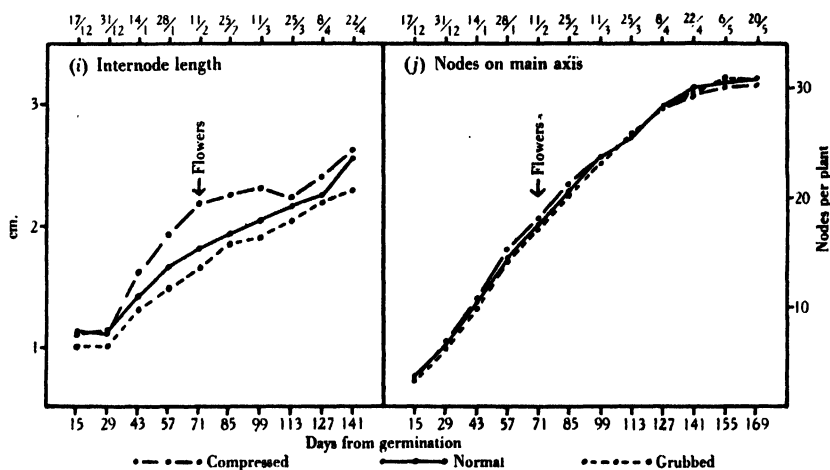 17/12 31/12 14/1 28/1 11/2 25/7 11/3 25/3 8/4 22/4 17/12 31/12 14/1 28/1 11/2 25/2 11/3 25/3 8/4 22/4 6/5 20/5
(i) Internode length
(j) Nodes on main axis
3
2
1
cm.
Flowers
Flowers
30
20
10
Nodes per plant
15 29 43 57 71 85 99 113 127 141 15 29 43 57 71 85 99 113 127 141 155 169
Days from germination
Compressed Normal Grubbed